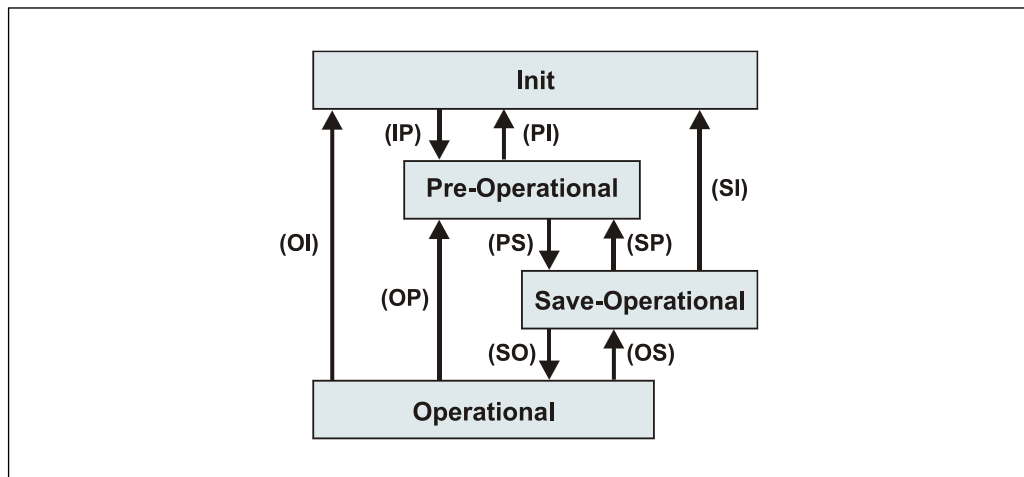 Init
(IP)
(PI)
Pre-Operational
(SI)
(OI)
(PS)
(SP)
(OP)
Save-Operational
(SO)
(OS)
Operational